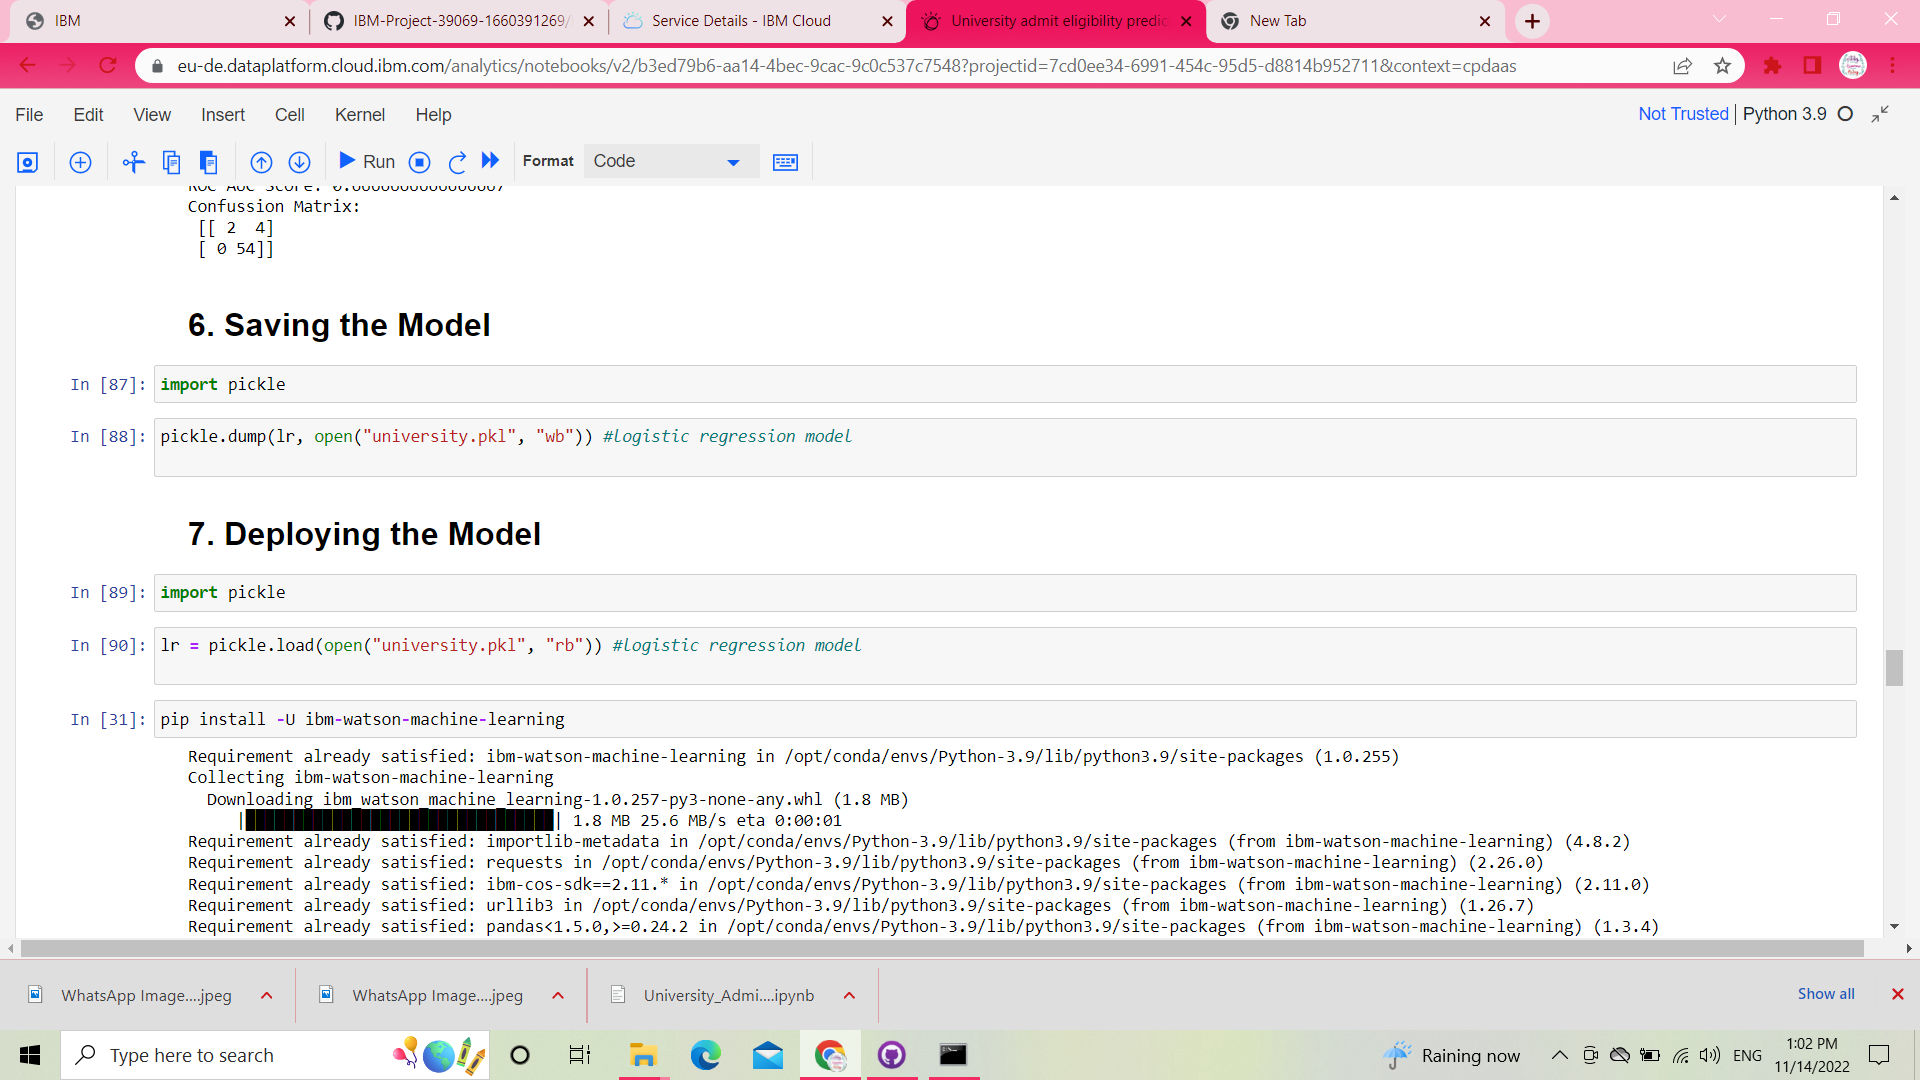 IBM
IBM-Project-39069-1660391269/
Service Details - IBM Cloud
University admit eligibility predic
New Tab
eu-de.dataplatform.cloud.ibm.com/analytics/notebooks/v2/b3ed79b6-aa14-4bec-9cac-9c0c537c7548?projectid=7cd0ee34-6991-454c-95d5-d8814b952711&context=cpdaas
File Edit View Insert Cell Kernel Help
Not Trusted Python 3.9
Run Format Code
ROC AUC Score: 0.6666666666666667
Confussion Matrix:
[[ 2 4]
[ 0 54]]
6. Saving the Model
In [87]: import pickle
In [88]: pickle.dump(lr, open("university.pkl", "wb")) #logistic regression model
7. Deploying the Model
In [89]: import pickle
In [90]: lr = pickle.load(open("university.pkl", "rb")) #logistic regression model
In [31]: pip install -U ibm-watson-machine-learning
Requirement already satisfied: ibm-watson-machine-learning in /opt/conda/envs/Python-3.9/lib/python3.9/site-packages (1.0.255)
Collecting ibm-watson-machine-learning
Downloading ibm_watson_machine_learning-1.0.257-py3-none-any.whl (1.8 MB)
| 1.8 MB 25.6 MB/s eta 0:00:01
Requirement already satisfied: importlib-metadata in /opt/conda/envs/Python-3.9/lib/python3.9/site-packages (from ibm-watson-machine-learning) (4.8.2)
Requirement already satisfied: requests in /opt/conda/envs/Python-3.9/lib/python3.9/site-packages (from ibm-watson-machine-learning) (2.26.0)
Requirement already satisfied: ibm-cos-sdk==2.11.* in /opt/conda/envs/Python-3.9/lib/python3.9/site-packages (from ibm-watson-machine-learning) (2.11.0)
Requirement already satisfied: urllib3 in /opt/conda/envs/Python-3.9/lib/python3.9/site-packages (from ibm-watson-machine-learning) (1.26.7)
Requirement already satisfied: pandas<1.5.0,>=0.24.2 in /opt/conda/envs/Python-3.9/lib/python3.9/site-packages (from ibm-watson-machine-learning) (1.3.4)
WhatsApp Image....jpeg
WhatsApp Image....jpeg
University_Admi....ipynb
Show all
Type here to search
Raining now
ENG
1:02 PM
11/14/2022